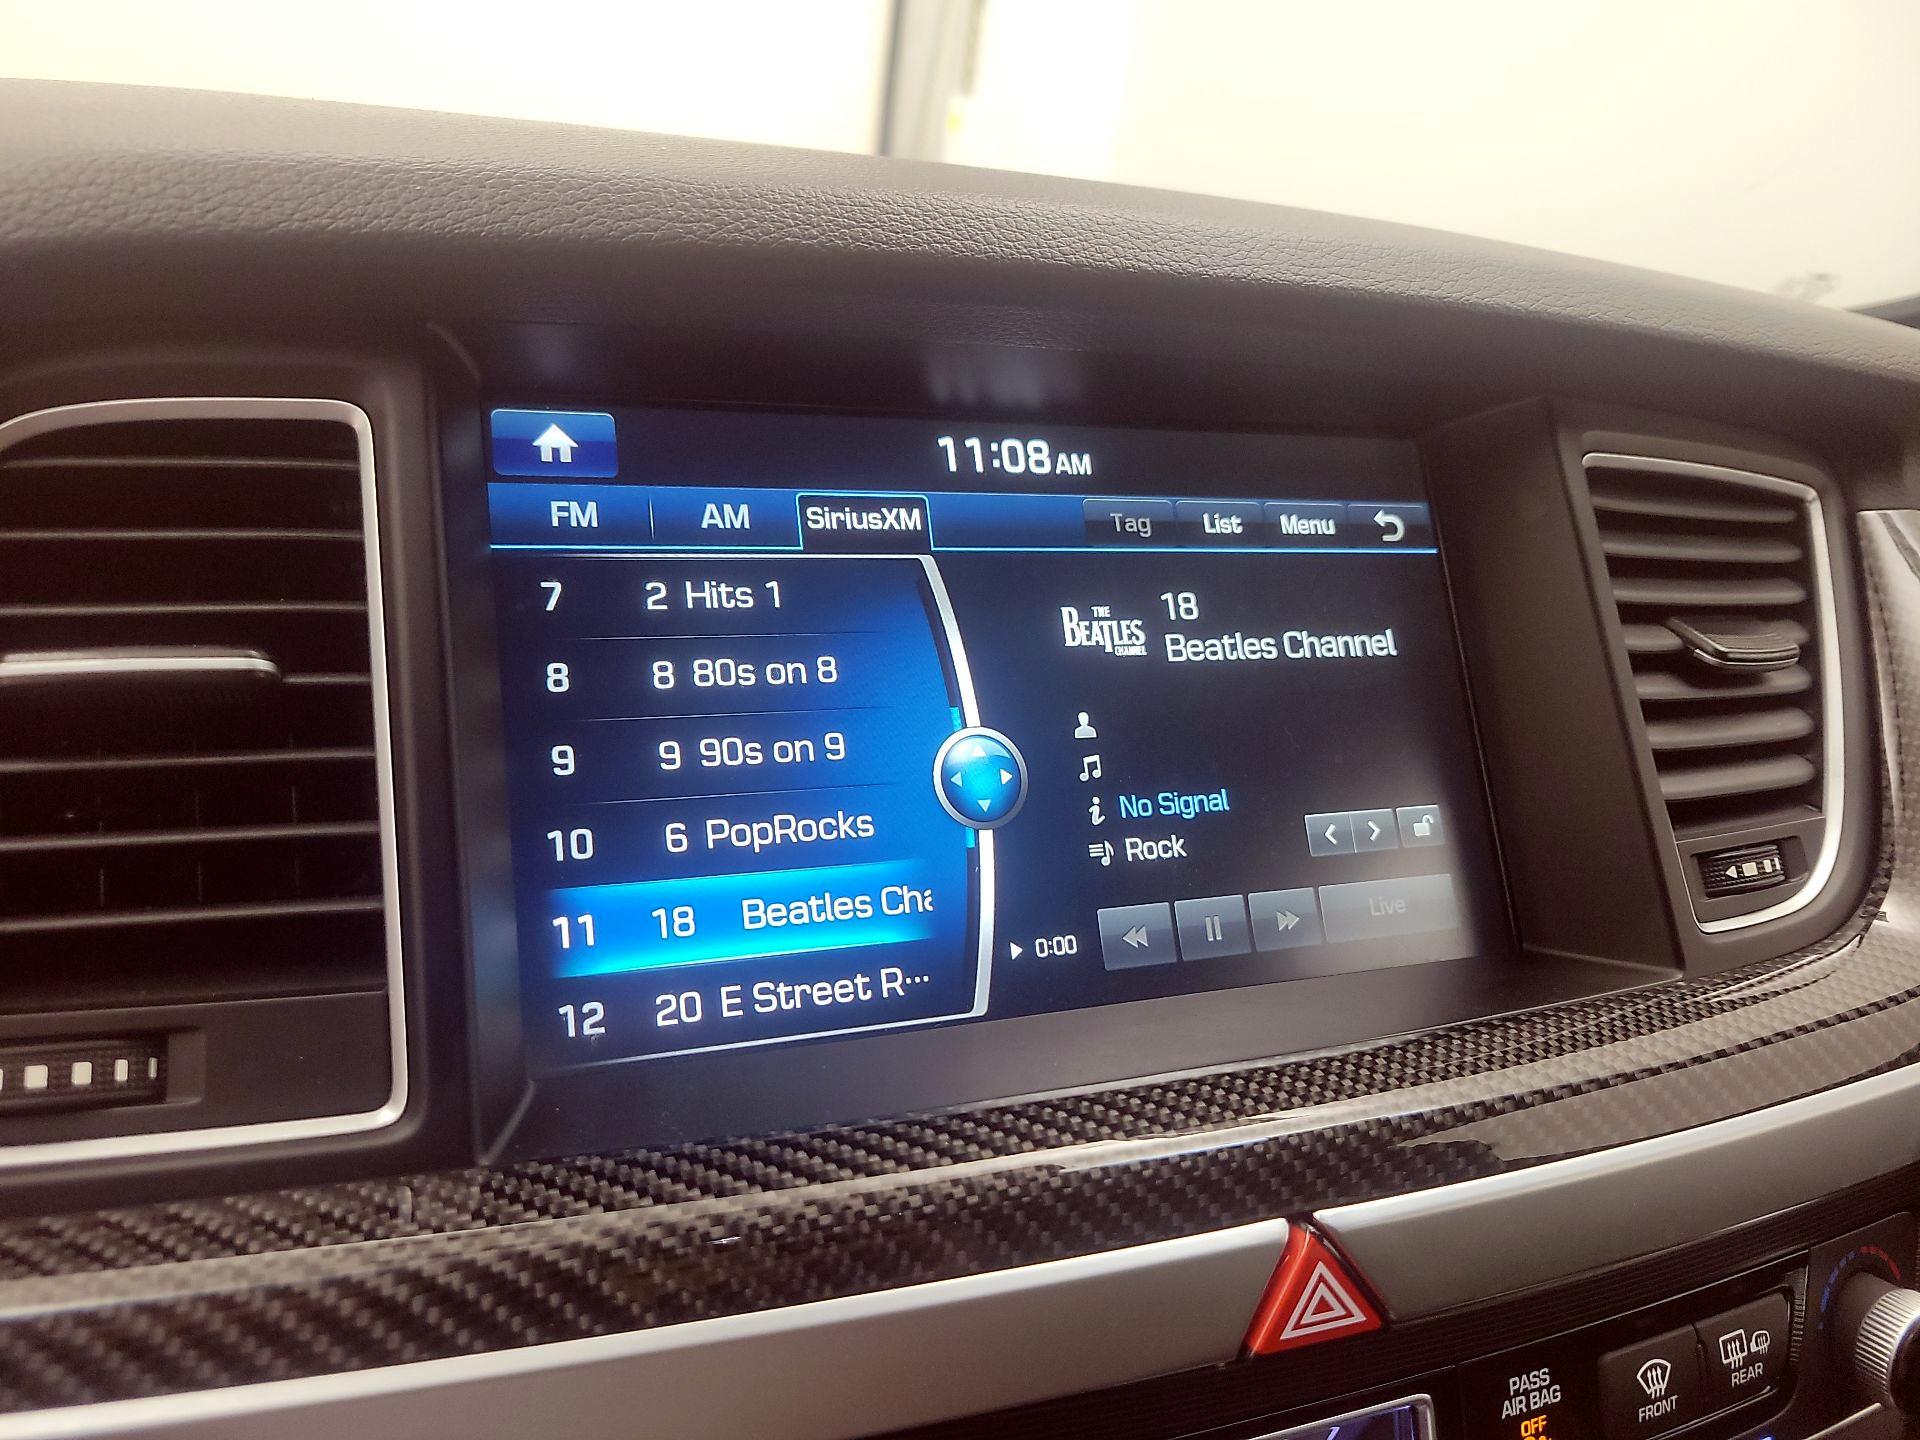 11:08 AM
FM AM SiriusXM Tag List Menu
7 2 Hits 1
8 8 80s on 8
9 9 90s on 9
10 6 PopRocks
11 18 Beatles Cha
12 20 E Street R...
THE
BEATLES
CHANNEL
18
Beatles Channel
No Signal
Rock
0:00
Live
PASS
AIR BAG
OFF
FRONT
REAR